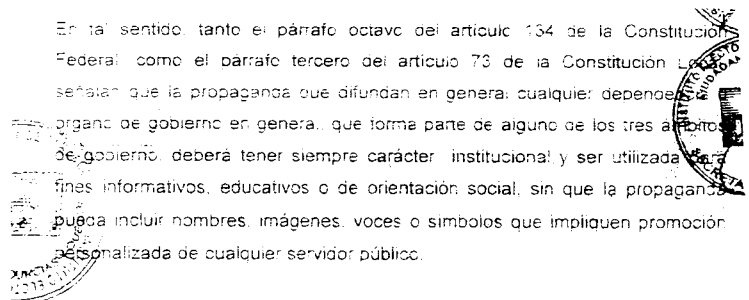 En tal sentido, tanto el párrafo octavo del artículo 134 de la Constitución
Federal como el párrafo tercero del artículo 73 de la Constitución
señalan que la propaganda que difundan en general cualquier
órgano de gobierno en general, que forma parte de alguno de los tres ámbitos
de gobierno, deberá tener siempre carácter institucional y ser utilizada para
fines informativos, educativos o de orientación social, sin que la propaganda
pueda incluir nombres, imágenes, voces o símbolos que impliquen promoción
personalizada de cualquier servidor público.